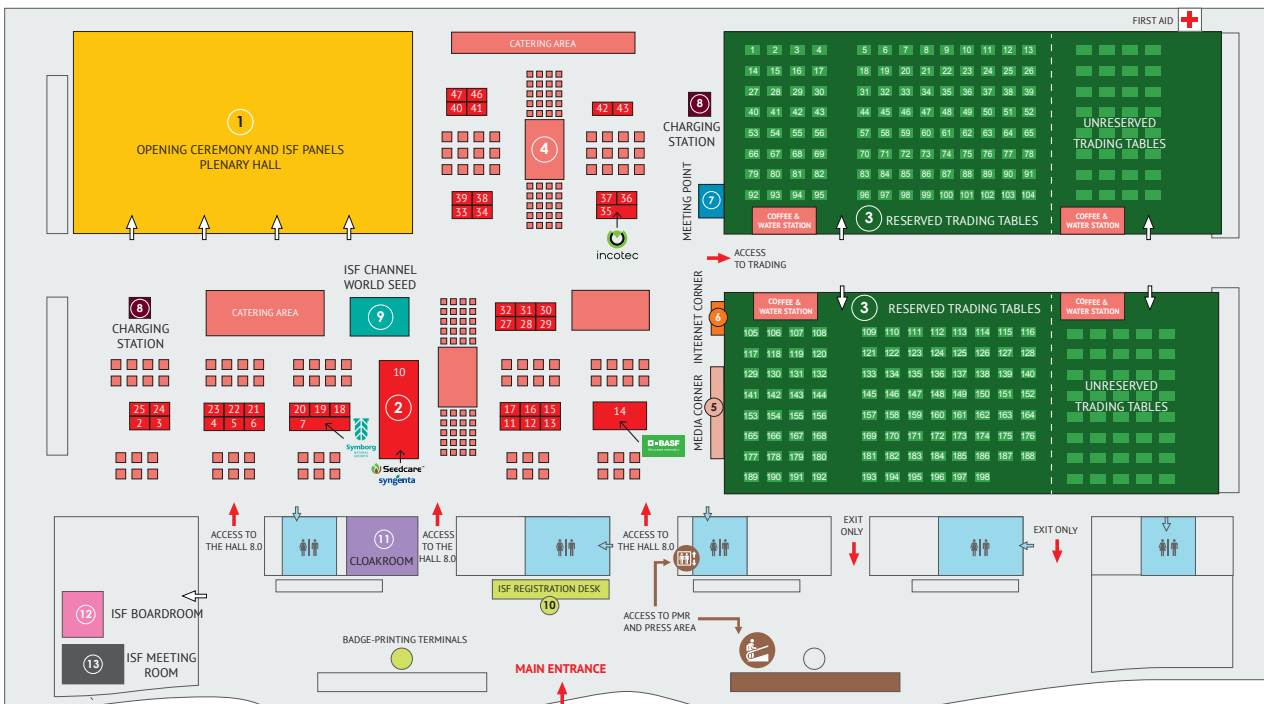 FIRST AID
CATERING AREA
1
OPENING CEREMONY AND ISF PANELS
PLENARY HALL
47 46
40 41
42 43
4
39 38
33 34
37 36
35
incotec
8
CHARGING
STATION
7
MEETING POINT
1 2 3 4 5 6 7 8 9 10 11 12 13
14 15 16 17 18 19 20 21 22 23 24 25 26
27 28 29 30 31 32 33 34 35 36 37 38 39
40 41 42 43 44 45 46 47 48 49 50 51 52
53 54 55 56 57 58 59 60 61 62 63 64 65
66 67 68 69 70 71 72 73 74 75 76 77 78
79 80 81 82 83 84 85 86 87 88 89 90 91
92 93 94 95 96 97 98 99 100 101 102 103 104
UNRESERVED
TRADING TABLES
COFFEE &
WATER STATION
3 RESERVED TRADING TABLES
COFFEE &
WATER STATION
ACCESS
TO TRADING
8
CHARGING
STATION
CATERING AREA
ISF CHANNEL
WORLD SEED
9
32 31 30
27 28 29
6
INTERNET CORNER
5
MEDIA CORNER
COFFEE &
WATER STATION
3 RESERVED TRADING TABLES
COFFEE &
WATER STATION
105 106 107 108 109 110 111 112 113 114 115 116
117 118 119 120 121 122 123 124 125 126 127 128
129 130 131 132 133 134 135 136 137 138 139 140
141 142 143 144 145 146 147 148 149 150 151 152
153 154 155 156 157 158 159 160 161 162 163 164
165 166 167 168 169 170 171 172 173 174 175 176
177 178 179 180 181 182 183 184 185 186 187 188
189 190 191 192 193 194 195 196 197 198
UNRESERVED
TRADING TABLES
25 24
2 3
23 22 21
4 5 6
20 19 18
7
Symborg
10
2
Seedcare™
syngenta
17 16 15
11 12 13
14
BASF
We create chemistry
ACCESS TO
THE HALL 8.0
11
CLOAKROOM
ACCESS
TO THE
HALL 8.0
ISF REGISTRATION DESK
10
ACCESS TO
THE HALL 8.0
EXIT
ONLY
EXIT ONLY
ACCESS TO PMR
AND PRESS AREA
12
ISF BOARDROOM
13
ISF MEETING
ROOM
BADGE-PRINTING TERMINALS
MAIN ENTRANCE